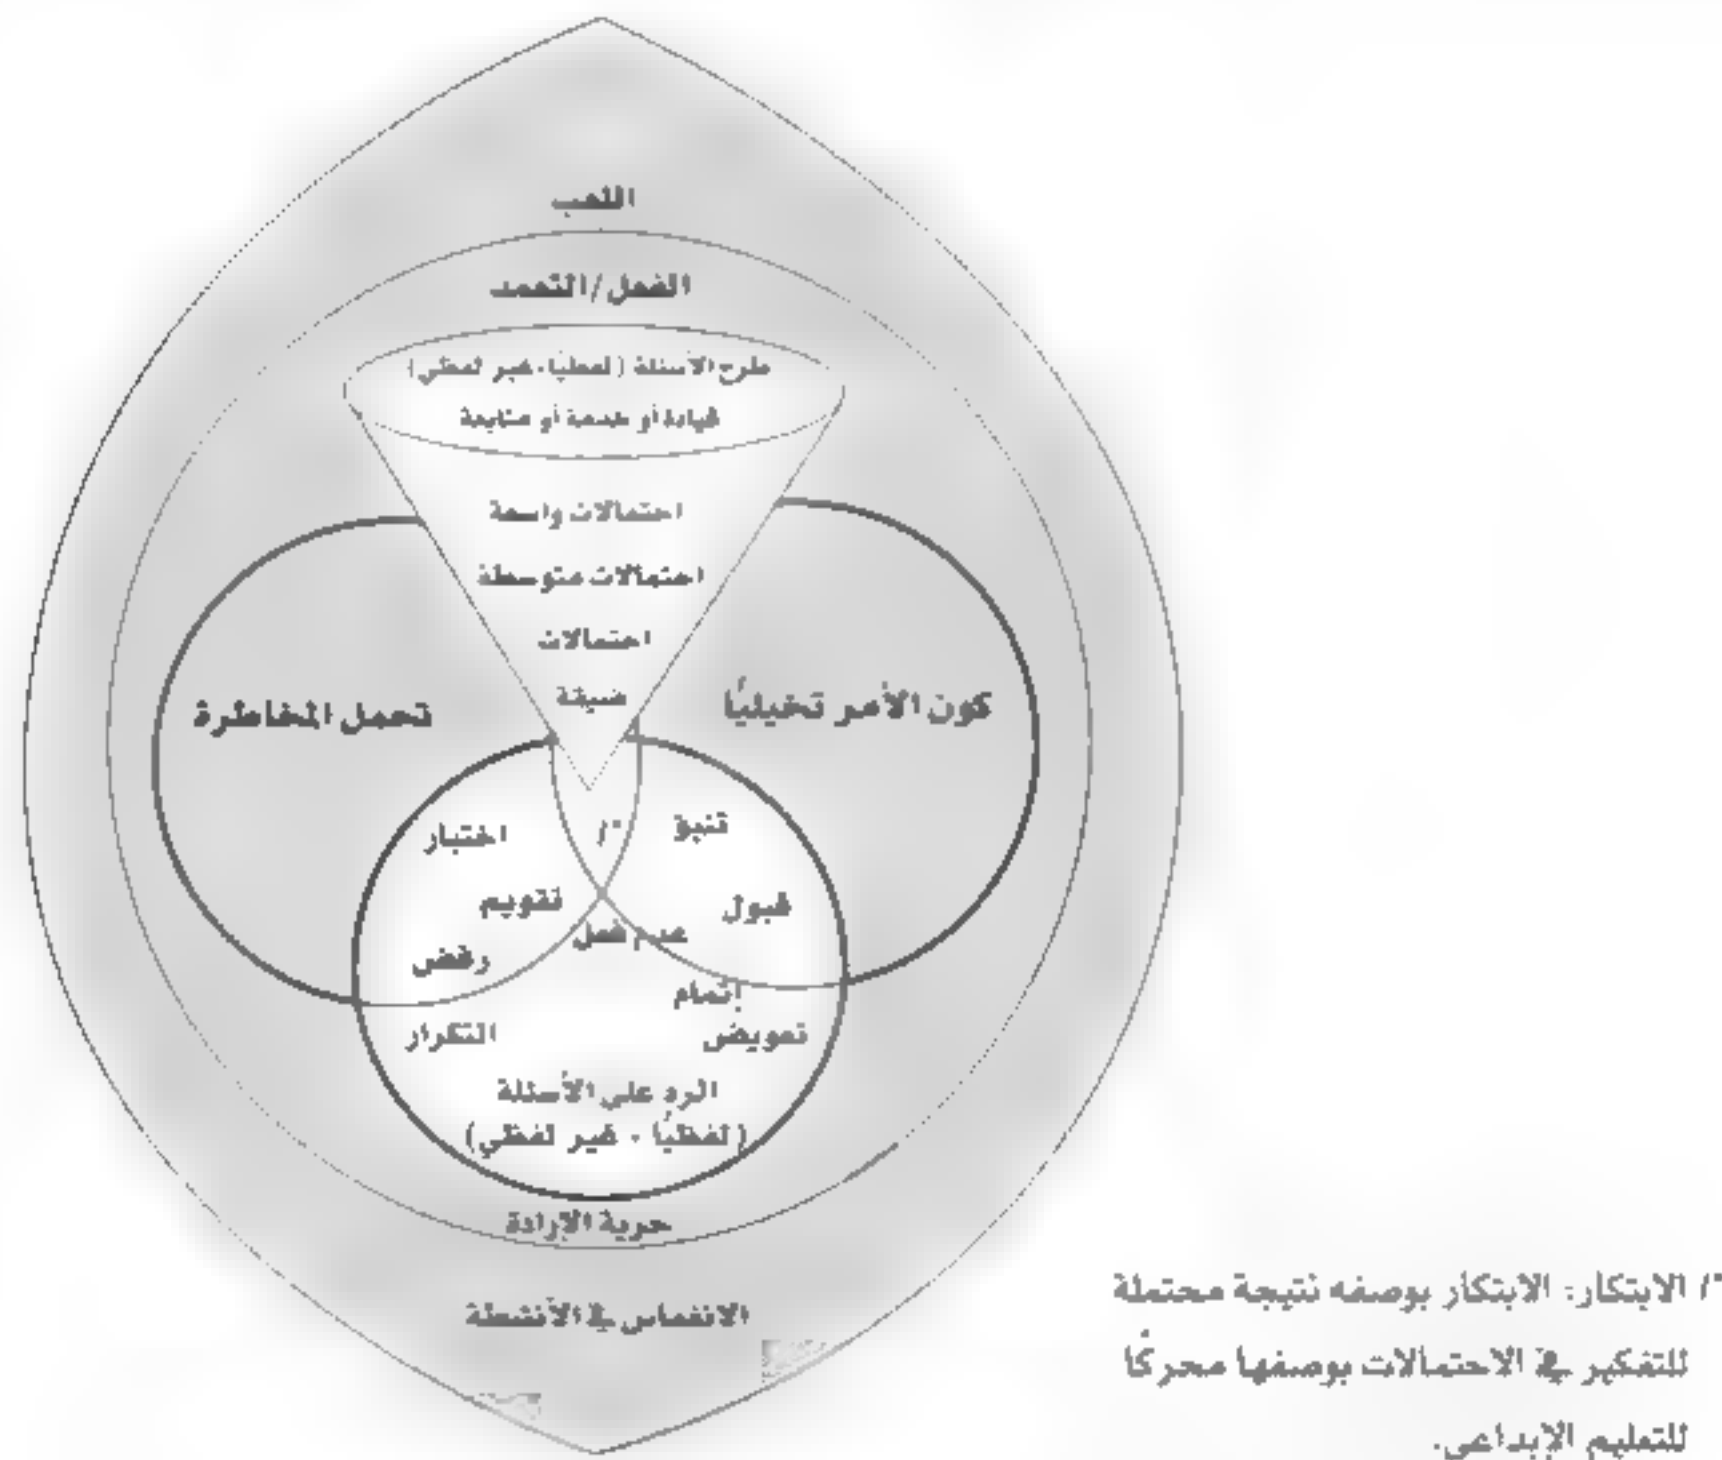 اللعب
الفعل/التعمد
طرح الأسئلة (لفظيًا - غير لفظي)
قيادة أو خدمة أو متابعة
احتمالات واسعة
احتمالات متوسطة
احتمالات
ضيقة
تحمل المخاطرة
كون الأمر تخيليًا
اختبار
*ا
تنبؤ
تقويم
قبول
عدم فعل
رفض
إتمام
التكرار
تعويض
الرد على الأسئلة
(لفظيًا - غير لفظي)
حرية الإرادة
الانغماس في الأنشطة
*ا الابتكار: الابتكار بوصفه نتيجة محتملة
للتفكير في الاحتمالات بوصفها محركًا
للتعليم الإبداعي.